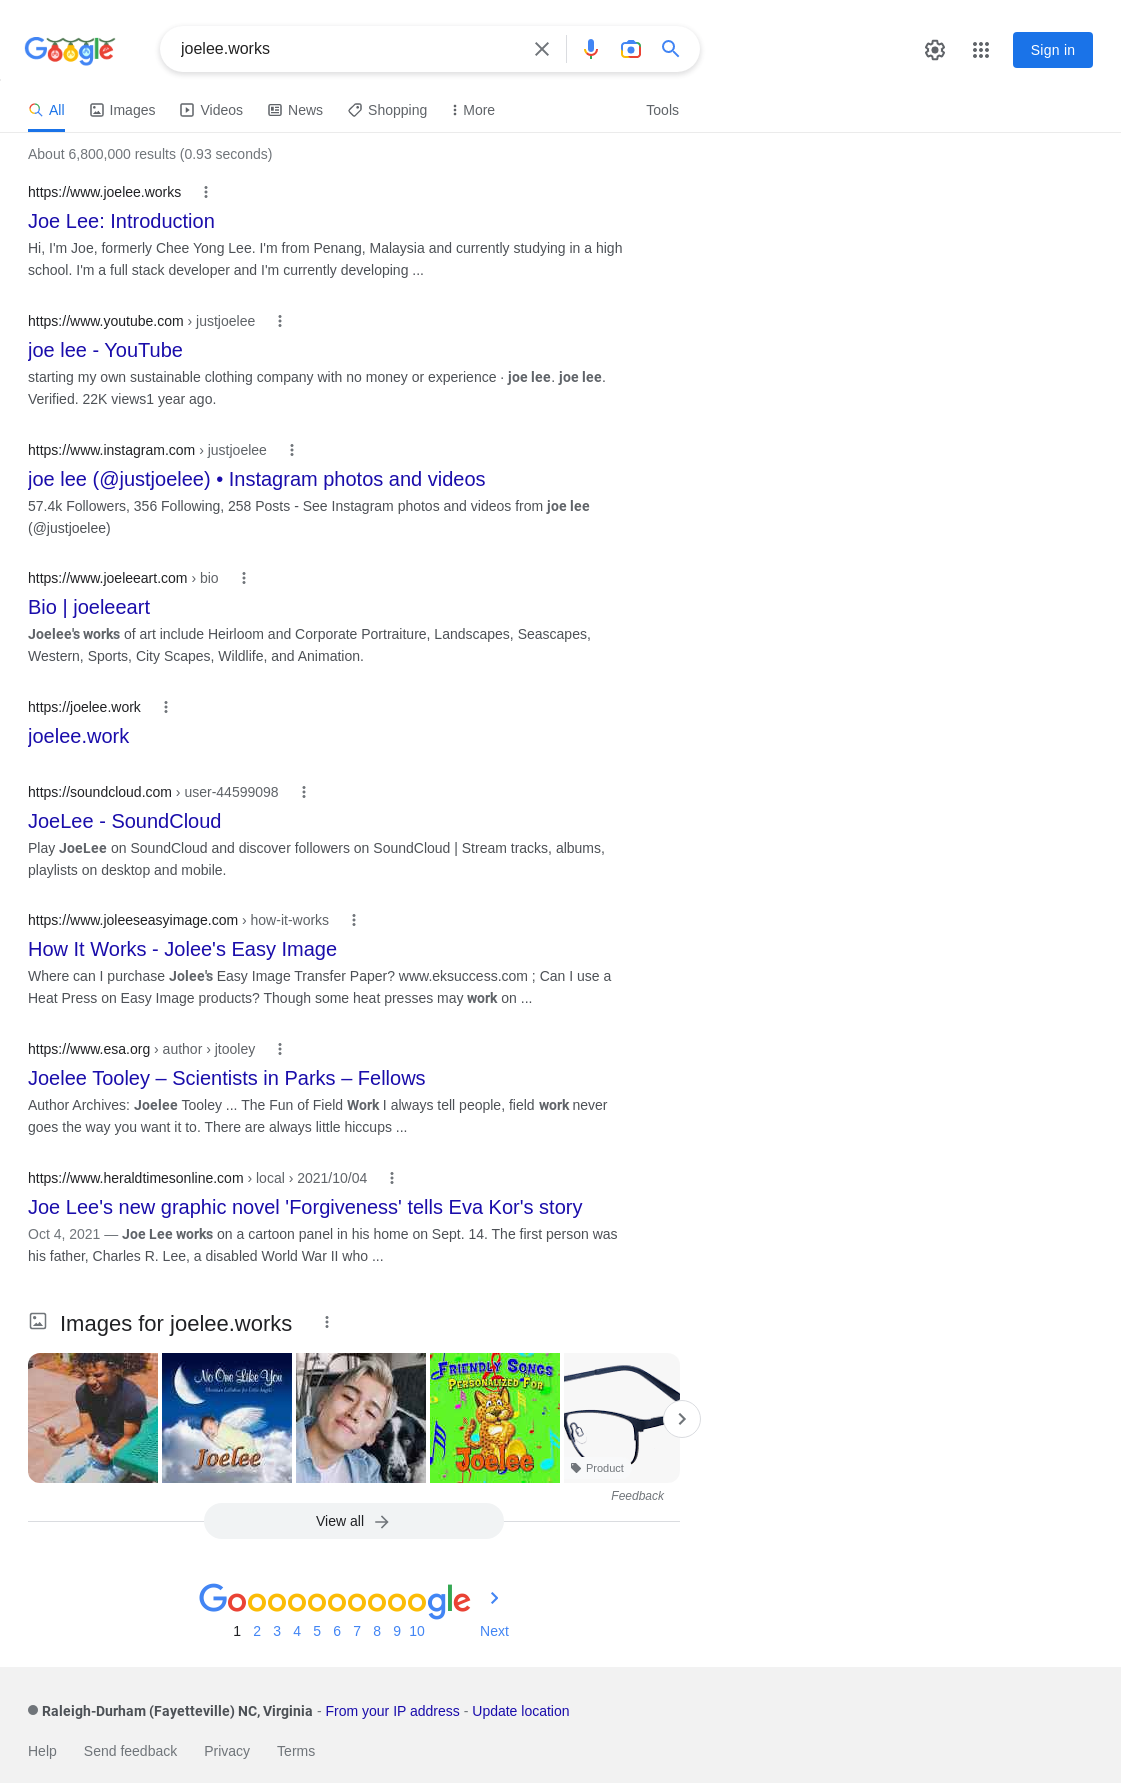 Google
joelee.works
Sign in
All Images Videos News Shopping More Tools
About 6,800,000 results (0.93 seconds)
https://www.joelee.works
Joe Lee: Introduction
Hi, I'm Joe, formerly Chee Yong Lee. I'm from Penang, Malaysia and currently studying in a high
school. I'm a full stack developer and I'm currently developing ...
https://www.youtube.com › justjoelee
joe lee - YouTube
starting my own sustainable clothing company with no money or experience · joe lee. joe lee.
Verified. 22K views1 year ago.
https://www.instagram.com › justjoelee
joe lee (@justjoelee) • Instagram photos and videos
57.4k Followers, 356 Following, 258 Posts - See Instagram photos and videos from joe lee
(@justjoelee)
https://www.joeleeart.com › bio
Bio | joeleeart
Joelee's works of art include Heirloom and Corporate Portraiture, Landscapes, Seascapes,
Western, Sports, City Scapes, Wildlife, and Animation.
https://joelee.work
joelee.work
https://soundcloud.com › user-44599098
JoeLee - SoundCloud
Play JoeLee on SoundCloud and discover followers on SoundCloud | Stream tracks, albums,
playlists on desktop and mobile.
https://www.joleeseasyimage.com › how-it-works
How It Works - Jolee's Easy Image
Where can I purchase Jolee's Easy Image Transfer Paper? www.eksuccess.com ; Can I use a
Heat Press on Easy Image products? Though some heat presses may work on ...
https://www.esa.org › author › jtooley
Joelee Tooley – Scientists in Parks – Fellows
Author Archives: Joelee Tooley ... The Fun of Field Work I always tell people, field work never
goes the way you want it to. There are always little hiccups ...
https://www.heraldtimesonline.com › local › 2021/10/04
Joe Lee's new graphic novel 'Forgiveness' tells Eva Kor's story
Oct 4, 2021 — Joe Lee works on a cartoon panel in his home on Sept. 14. The first person was
his father, Charles R. Lee, a disabled World War II who ...
Images for joelee.works
No One Like You
Christian Lullabies for Little Angels
Joelee
FRIENDLY SONGS
PERSONALIZED FOR
JOELEE
Product
Feedback
View all
Goooooooooogle
1 2 3 4 5 6 7 8 9 10 Next
Raleigh-Durham (Fayetteville) NC, Virginia - From your IP address - Update location
Help Send feedback Privacy Terms